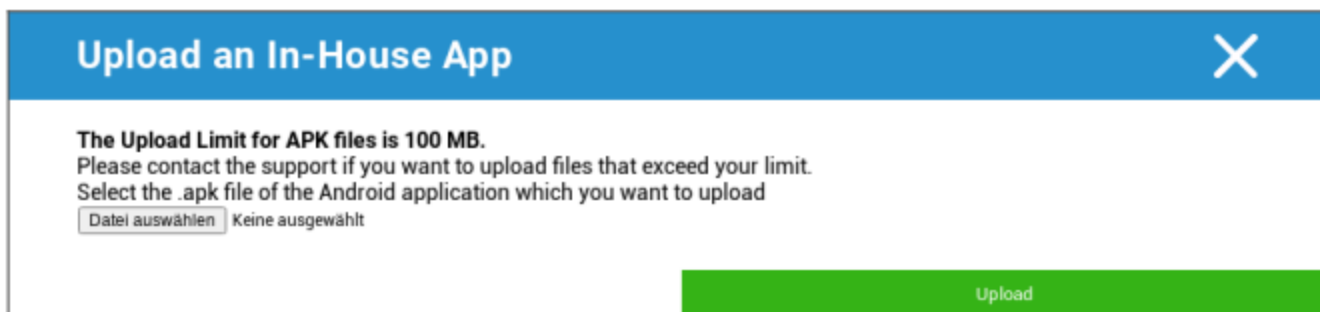 Upload an In-House App
The Upload Limit for APK files is 100 MB.
Please contact the support if you want to upload files that exceed your limit.
Select the .apk file of the Android application which you want to upload
Datei auswählen Keine ausgewählt
Upload